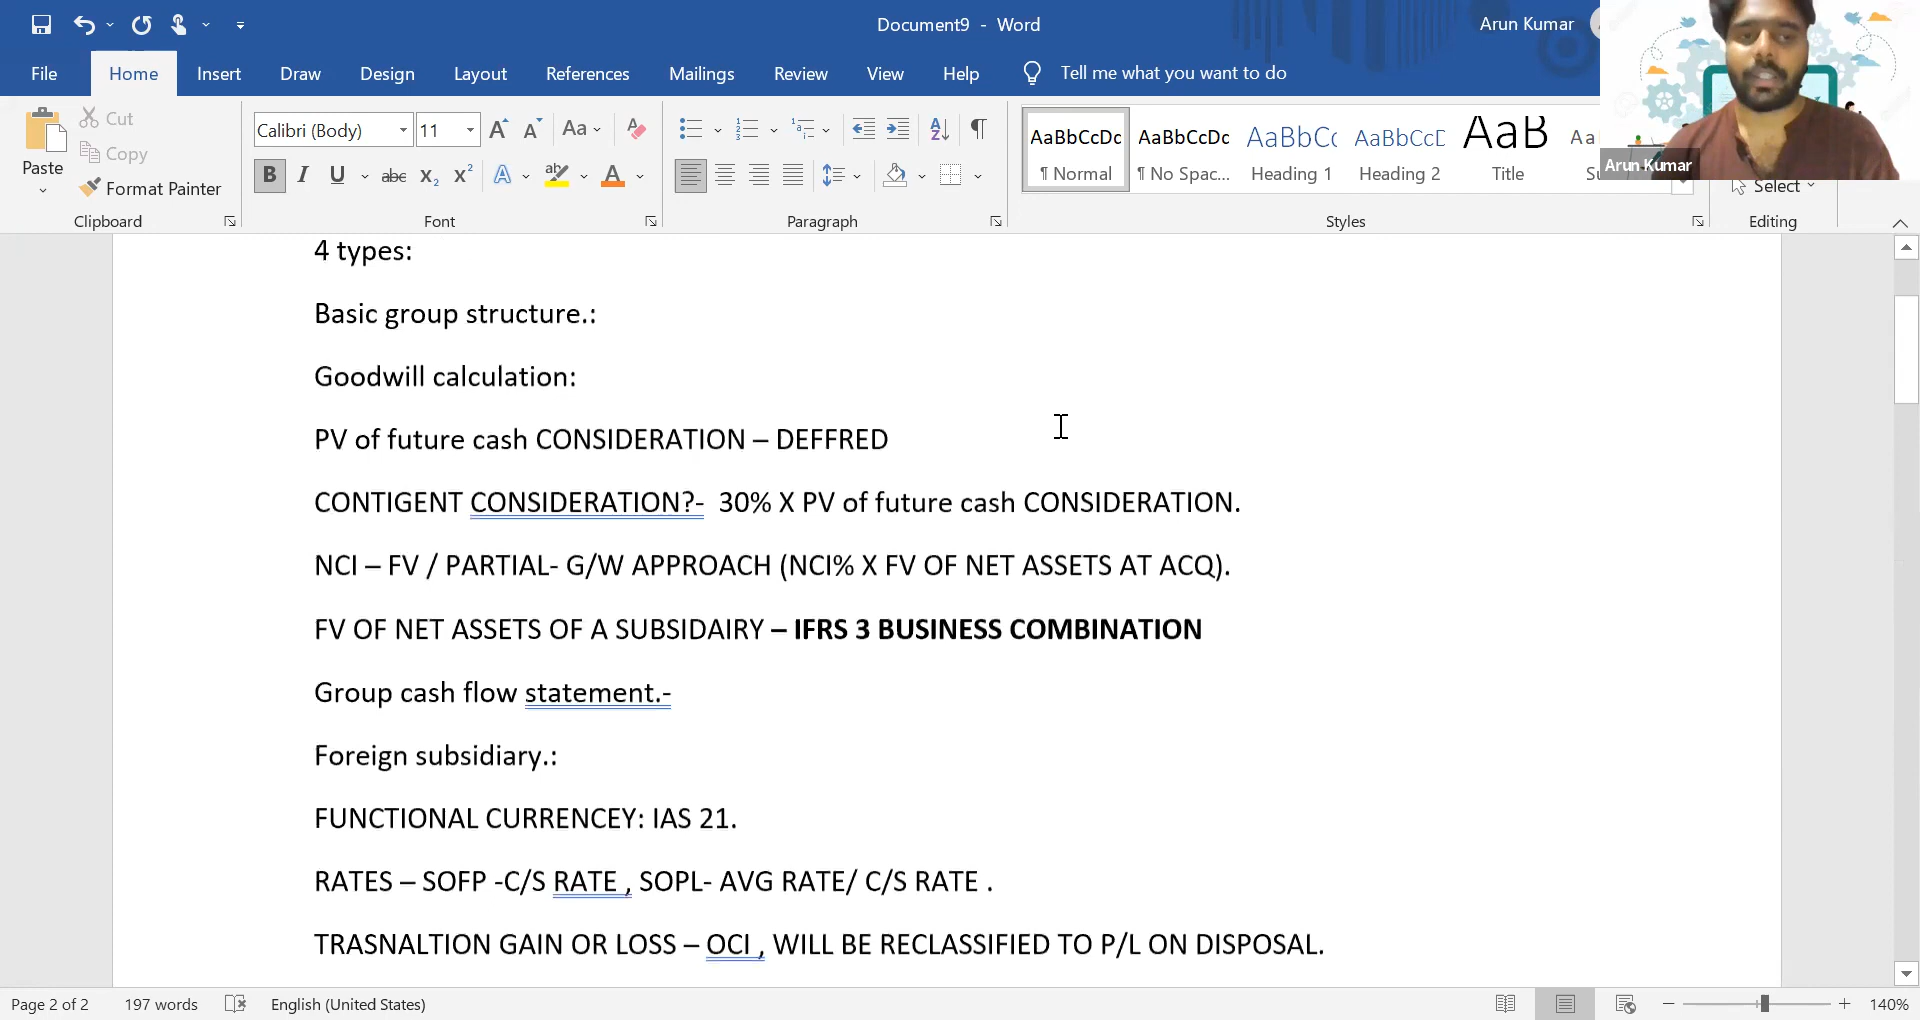 Document9 - Word
Arun Kumar
File Home Insert Draw Design Layout References Mailings Review View Help Tell me what you want to do
Paste
Cut
Copy
Format Painter
Clipboard
Calibri (Body) 11
Font
Paragraph
AaBbCcDc
¶ Normal
AaBbCcDc
¶ No Spac...
AaBbCc
Heading 1
AaBbCcD
Heading 2
AaB
Title
Styles
Select
Editing
Arun Kumar
4 types:
Basic group structure.:
Goodwill calculation:
PV of future cash CONSIDERATION – DEFFRED
CONTIGENT CONSIDERATION?- 30% X PV of future cash CONSIDERATION.
NCI – FV / PARTIAL- G/W APPROACH (NCI% X FV OF NET ASSETS AT ACQ).
FV OF NET ASSETS OF A SUBSIDAIRY – IFRS 3 BUSINESS COMBINATION
Group cash flow statement.-
Foreign subsidiary.:
FUNCTIONAL CURRENCEY: IAS 21.
RATES – SOFP -C/S RATE , SOPL- AVG RATE/ C/S RATE .
TRASNALTION GAIN OR LOSS – OCI , WILL BE RECLASSIFIED TO P/L ON DISPOSAL.
Page 2 of 2 197 words English (United States) 140%